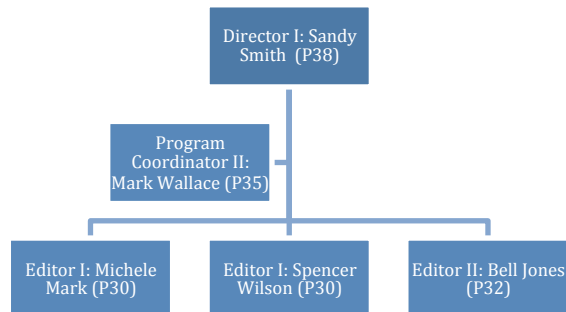 Director I: Sandy
Smith (P38)
Program
Coordinator II:
Mark Wallace (P35)
Editor I: Michele
Mark (P30)
Editor I: Spencer
Wilson (P30)
Editor II: Bell Jones
(P32)